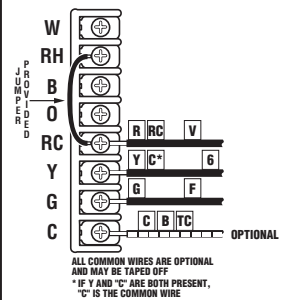 W
RH
JUMPER
PROVIDED
B
O
RC
R RC V
Y
Y C* 6
G
G F
C
C B TC
OPTIONAL
ALL COMMON WIRES ARE OPTIONAL
AND MAY BE TAPED OFF
* IF Y AND "C" ARE BOTH PRESENT,
"C" IS THE COMMON WIRE